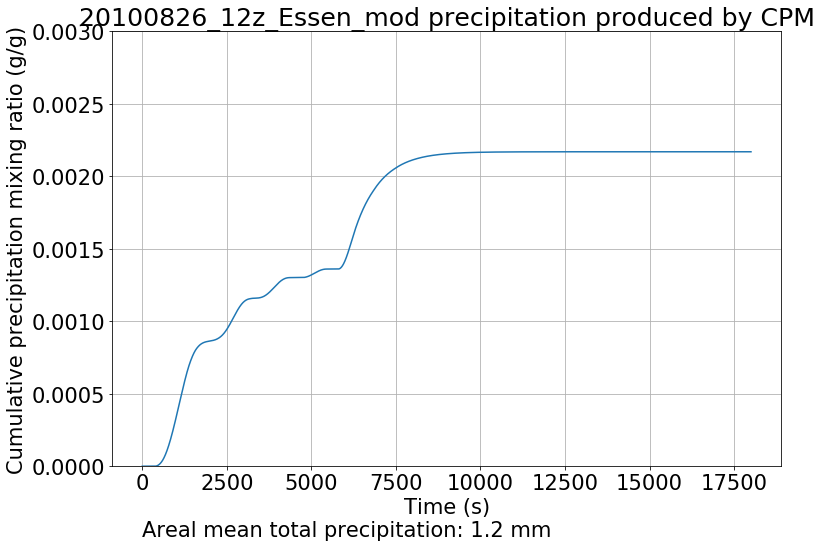 20100826_12z_Essen_mod precipitation produced by CPM
Cumulative precipitation mixing ratio (g/g)
0.0030
0.0025
0.0020
0.0015
0.0010
0.0005
0.0000
0 2500 5000 7500 10000 12500 15000 17500
Time (s)
Areal mean total precipitation: 1.2 mm